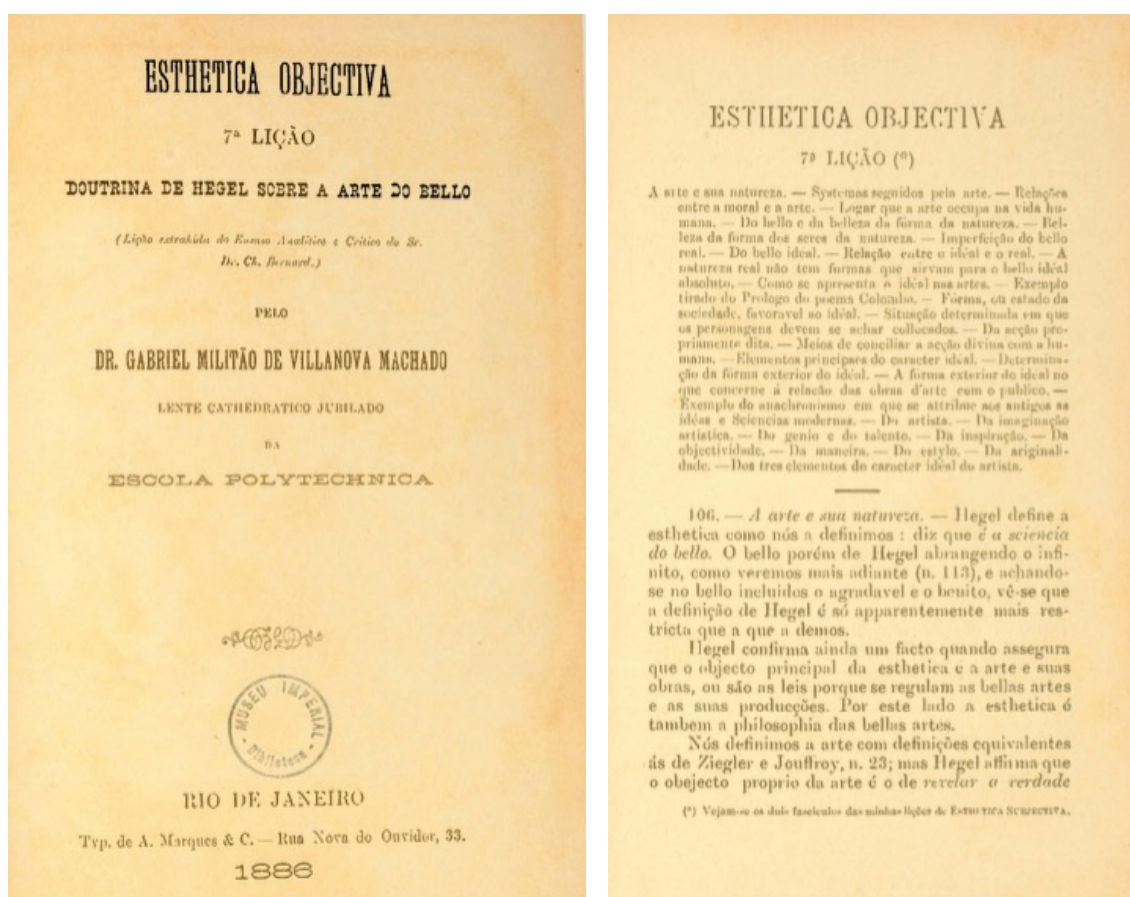 ESTHETICA OBJECTIVA
7ª LIÇÃO
DOUTRINA DE HEGEL SOBRE A ARTE DO BELLO
(Lição extrahida do Exame Analitico e Critico do Sr.
Dr. Ch. Bernard.)
PELO
DR. GABRIEL MILITÃO DE VILLANOVA MACHADO
LENTE CATHEDRATICO JUBILADO
DA
ESCOLA POLYTECHNICA
MUSEU IMPERIAL
Biblioteca
RIO DE JANEIRO
Typ. de A. Marques & C. — Rua Nova do Ouvidor, 33.
1886
ESTHETICA OBJECTIVA
7ª LIÇÃO (º)
A arte e sua natureza. — Systemas seguidos pela arte. — Relações
entre a moral e a arte. — Logar que a arte occupa na vida hu-
mana. — Do bello e da belleza da fórma da natureza. — Bel-
leza da fórma dos seres da natureza. — Imperfeição do bello
real. — Do bello ideal. — Relação entre o idéal e o real. — A
natureza real não tem formas que sirvam para o bello idéal
absoluto. — Como se apresenta o idéal nas artes. — Exemplo
tirado do Prologo do poema Colombo. — Fórma, ou estado da
sociedade, favoravel ao idéal. — Situação determinada em que
os personagens devem se achar collocados. — Da acção pro-
priamente dita. — Meios de conciliar a acção divina com a hu-
mana. — Elementos principaes do caracter idéal. — Determina-
ção da fórma exterior do idéal. — A fórma exterior do idéal no
que concerne á relacão das obras d'arte com o publico. —
Exemplo do anachronismo em que se attribue aos antigos as
idéas e Sciencias modernas. — Do artista. — Da imaginação
artistica. — Do genio e do talento. — Da inspiração. — Da
objectividade. — Da maneira. — Do estylo. — Da originali-
dade. — Dos tres elementos do caracter idéal do artista.
106. — A arte e sua natureza. — Hegel define a
esthetica como nós a definimos : diz que é a sciencia
do bello. O bello porém de Hegel abrangendo o infi-
nito, como veremos mais adiante (n. 113), e achando-
se no bello incluidos o agradavel e o bonito, vê-se que
a definição de Hegel é só apparentemente mais res-
tricta que a que a demos.
Hegel confirma ainda um facto quando assegura
que o objecto principal da esthetica e a arte e suas
obras, ou são as leis porque se regulam as bellas artes
e as suas producções. Por este lado a esthetica é
tambem a philosophia das bellas artes.
Nós definimos a arte com definições equivalentes
ás de Ziegler e Jouffroy, n. 23; mas Hegel affirma que
o obejecto proprio da arte é o de revelar a verdade
(º) Vejam-se os dois fasciculos das minhas lições de ESTHETICA SUBJECTIVA.